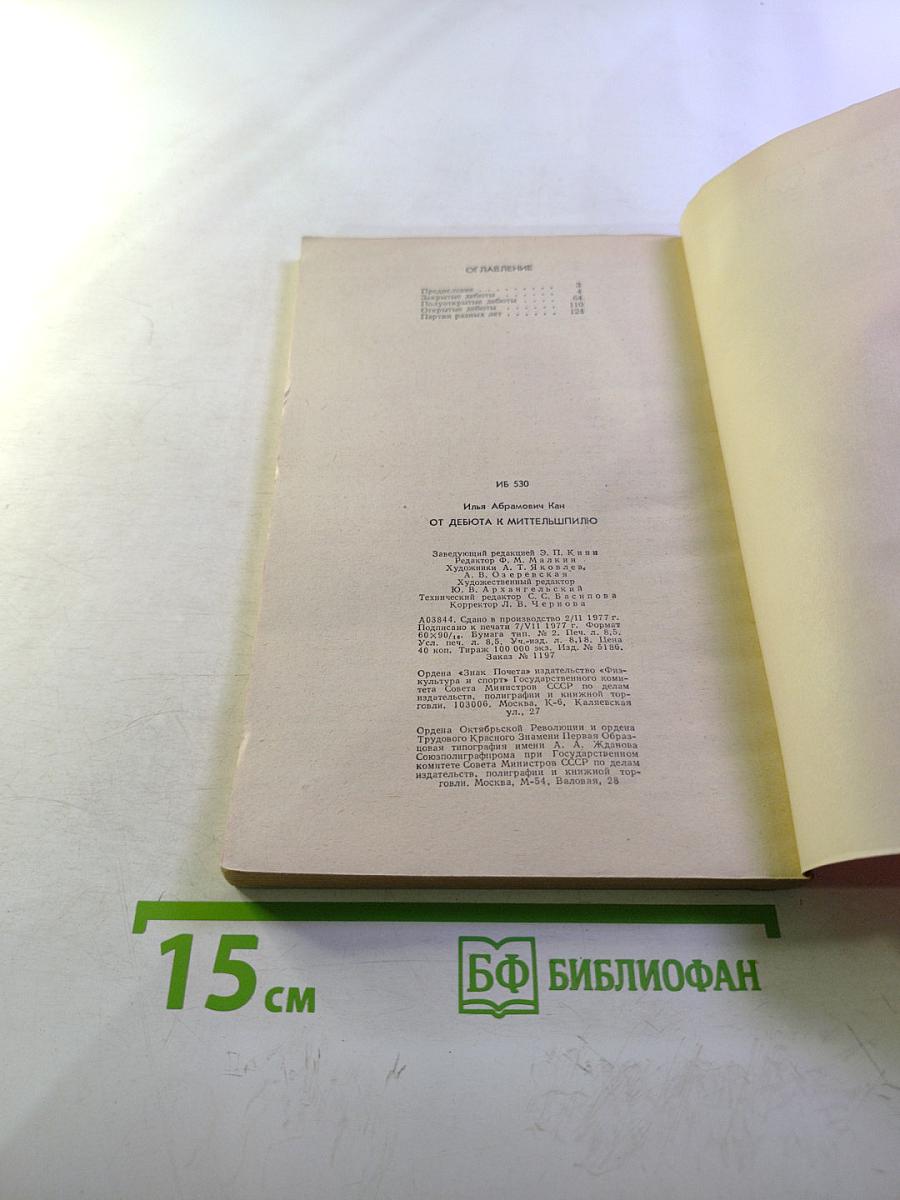 ОГЛАВЛЕНИЕ
Предисловие . . . . . . . . . 3
Закрытые дебюты . . . . . . 4
Полуоткрытые дебюты . . . . 64
Открытые дебюты . . . . . . 110
Партии разных лет . . . . . . 124
ИБ 530
Илья Абрамович Кан
ОТ ДЕБЮТА К МИТТЕЛЬШПИЛЮ
Заведующий редакцией Э. П. Киян
Редактор Ф. М. Малкин
Художники А. Т. Яковлев,
А. В. Озеревская
Художественный редактор
Ю. В. Архангельский
Технический редактор С. С. Басипова
Корректор Л. В. Чернова
А03844. Сдано в производство 2/II 1977 г.
Подписано к печати 7/VII 1977 г. Формат
60×90/16. Бумага тип. № 2. Печ. л. 8,5.
Усл. печ. л. 8,5. Уч.-изд. л. 8,18. Цена
40 коп. Тираж 100 000 экз. Изд. № 5186.
Заказ № 1197
Ордена «Знак Почета» издательство «Физ-
культура и спорт» Государственного коми-
тета Совета Министров СССР по делам
издательств, полиграфии и книжной тор-
говли. 103006. Москва, К-6, Каляевская
ул., 27
Ордена Октябрьской Революции и ордена
Трудового Красного Знамени Первая Образ-
цовая типография имени А. А. Жданова
Союзполиграфпрома при Государственном
комитете Совета Министров СССР по делам
издательств, полиграфии и книжной тор-
говли. Москва, М-54, Валовая, 28
15 см
БФ БИБЛИОФАН